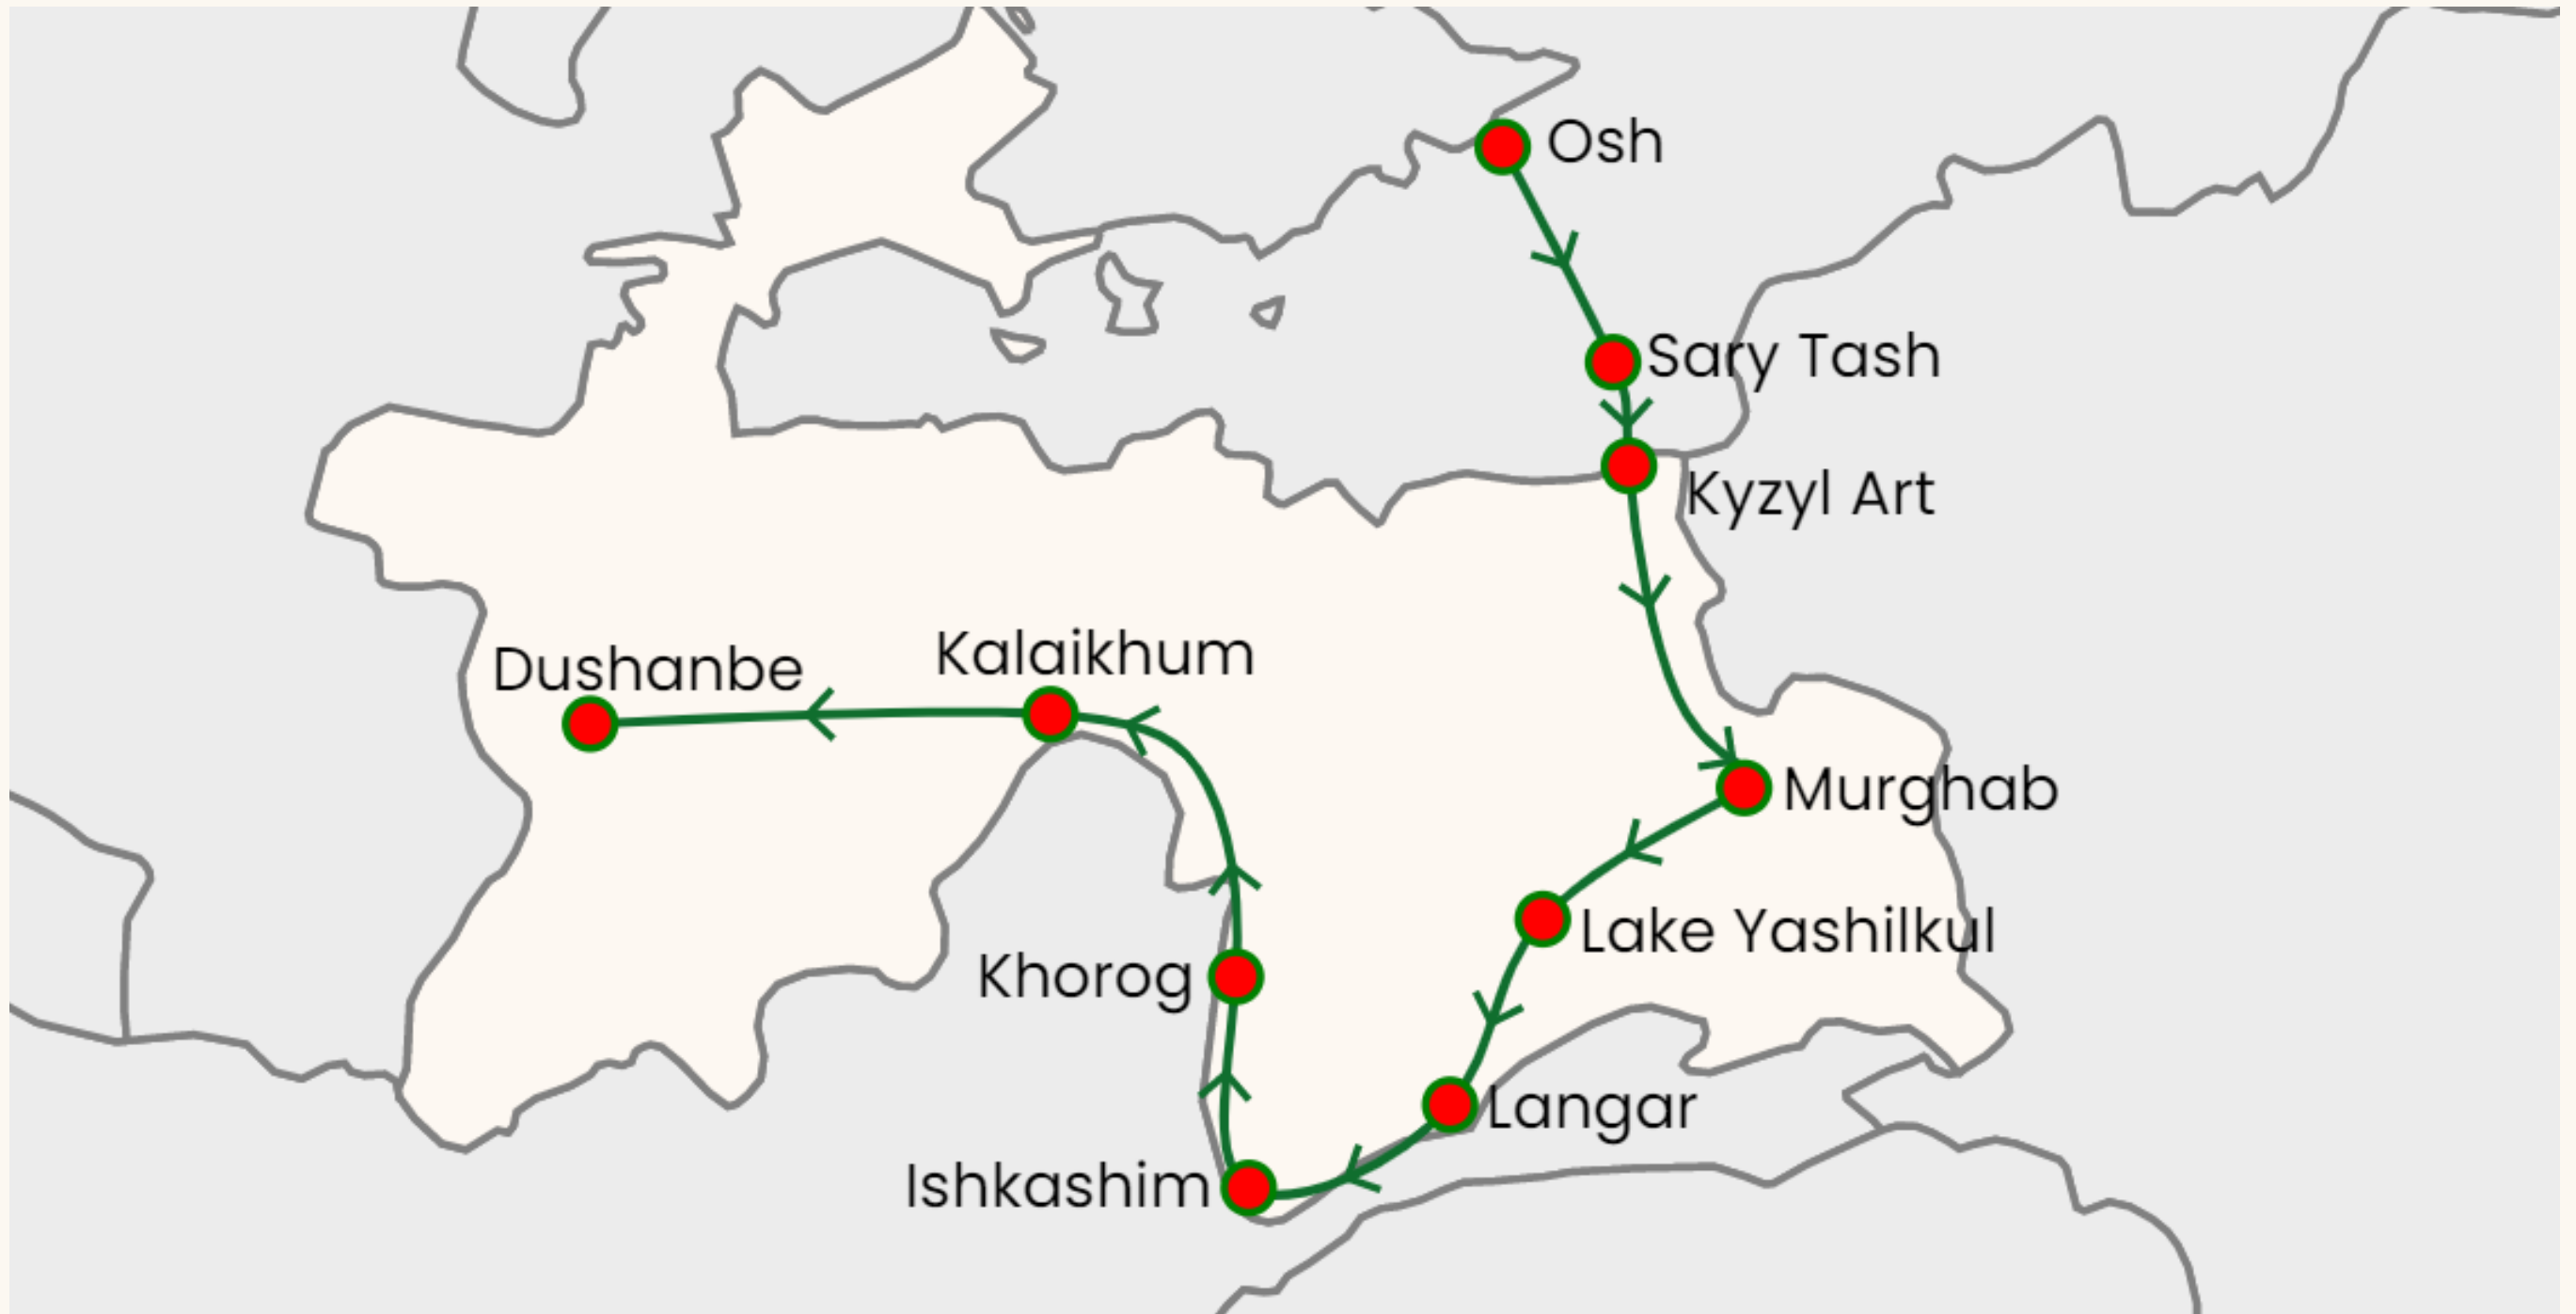 Osh
Sary Tash
Kyzyl Art
Kalaikhum
Dushanbe
Murghab
Lake Yashilkul
Khorog
Langar
Ishkashim